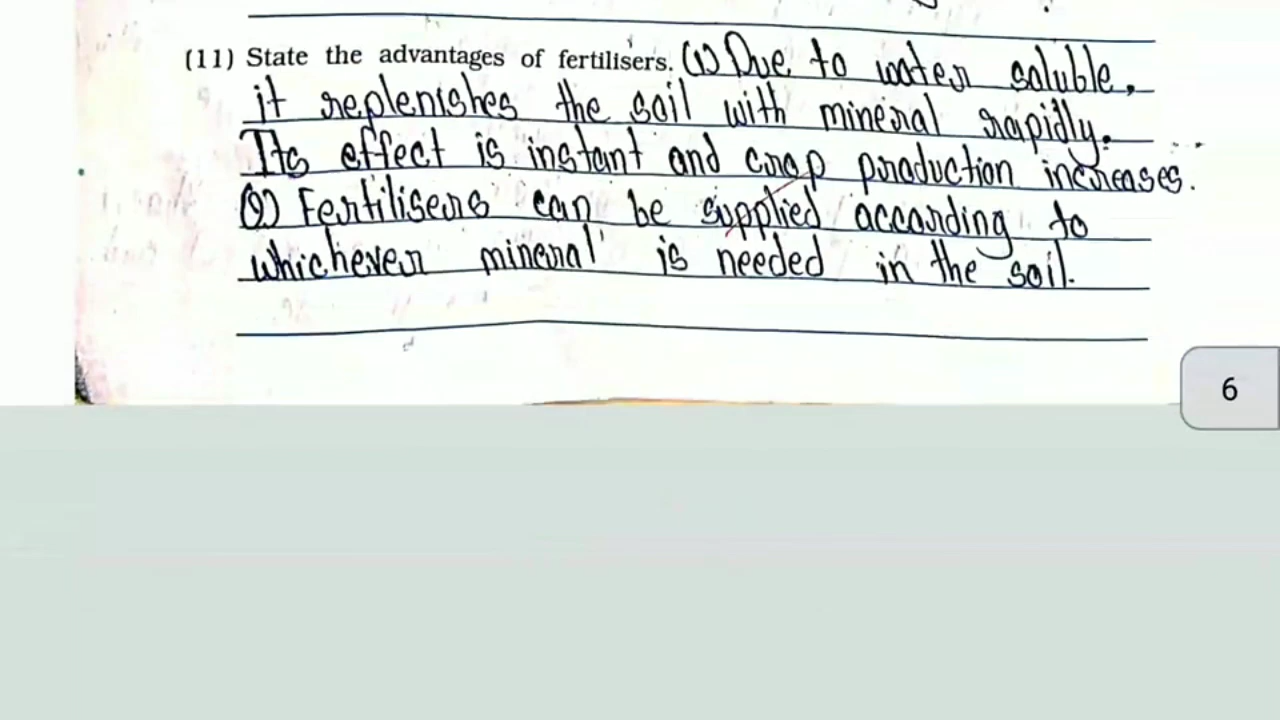 (11) State the advantages of fertilisers. (1) Due to water soluble,
it replenishes the soil with mineral rapidly.
Its effect is instant and crop production increases.
(2) Fertilisers can be supplied according to
whichever mineral is needed in the soil.
6